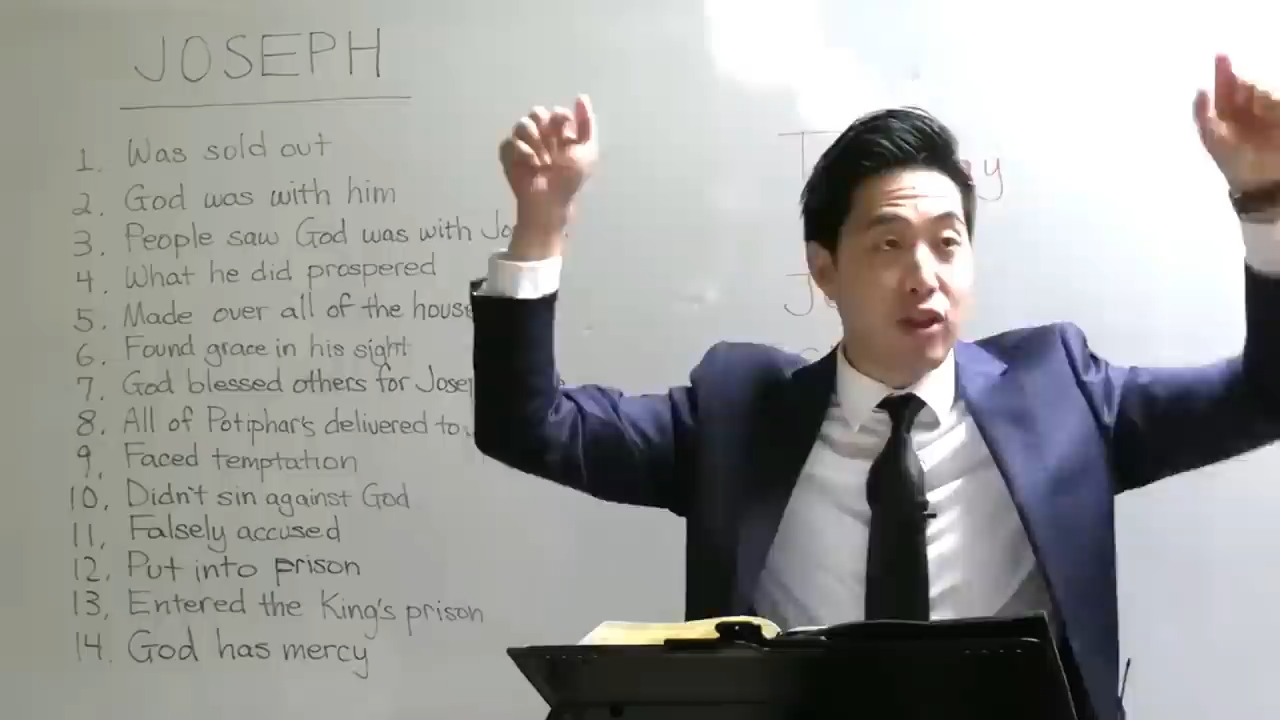 JOSEPH
1. Was sold out
2. God was with him
3. People saw God was with
4. What he did prospered
5. Made over all of the house
6. Found grace in his sight
7. God blessed others for
8. All of Potiphar's delivered to
9. Faced temptation
10. Didn't sin against God
11. Falsely accused
12. Put into prison
13. Entered the King's prison
14. God has mercy